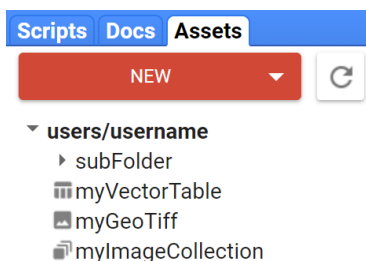 Scripts Docs Assets
NEW
users/username
subFolder
myVectorTable
myGeoTiff
myImageCollection